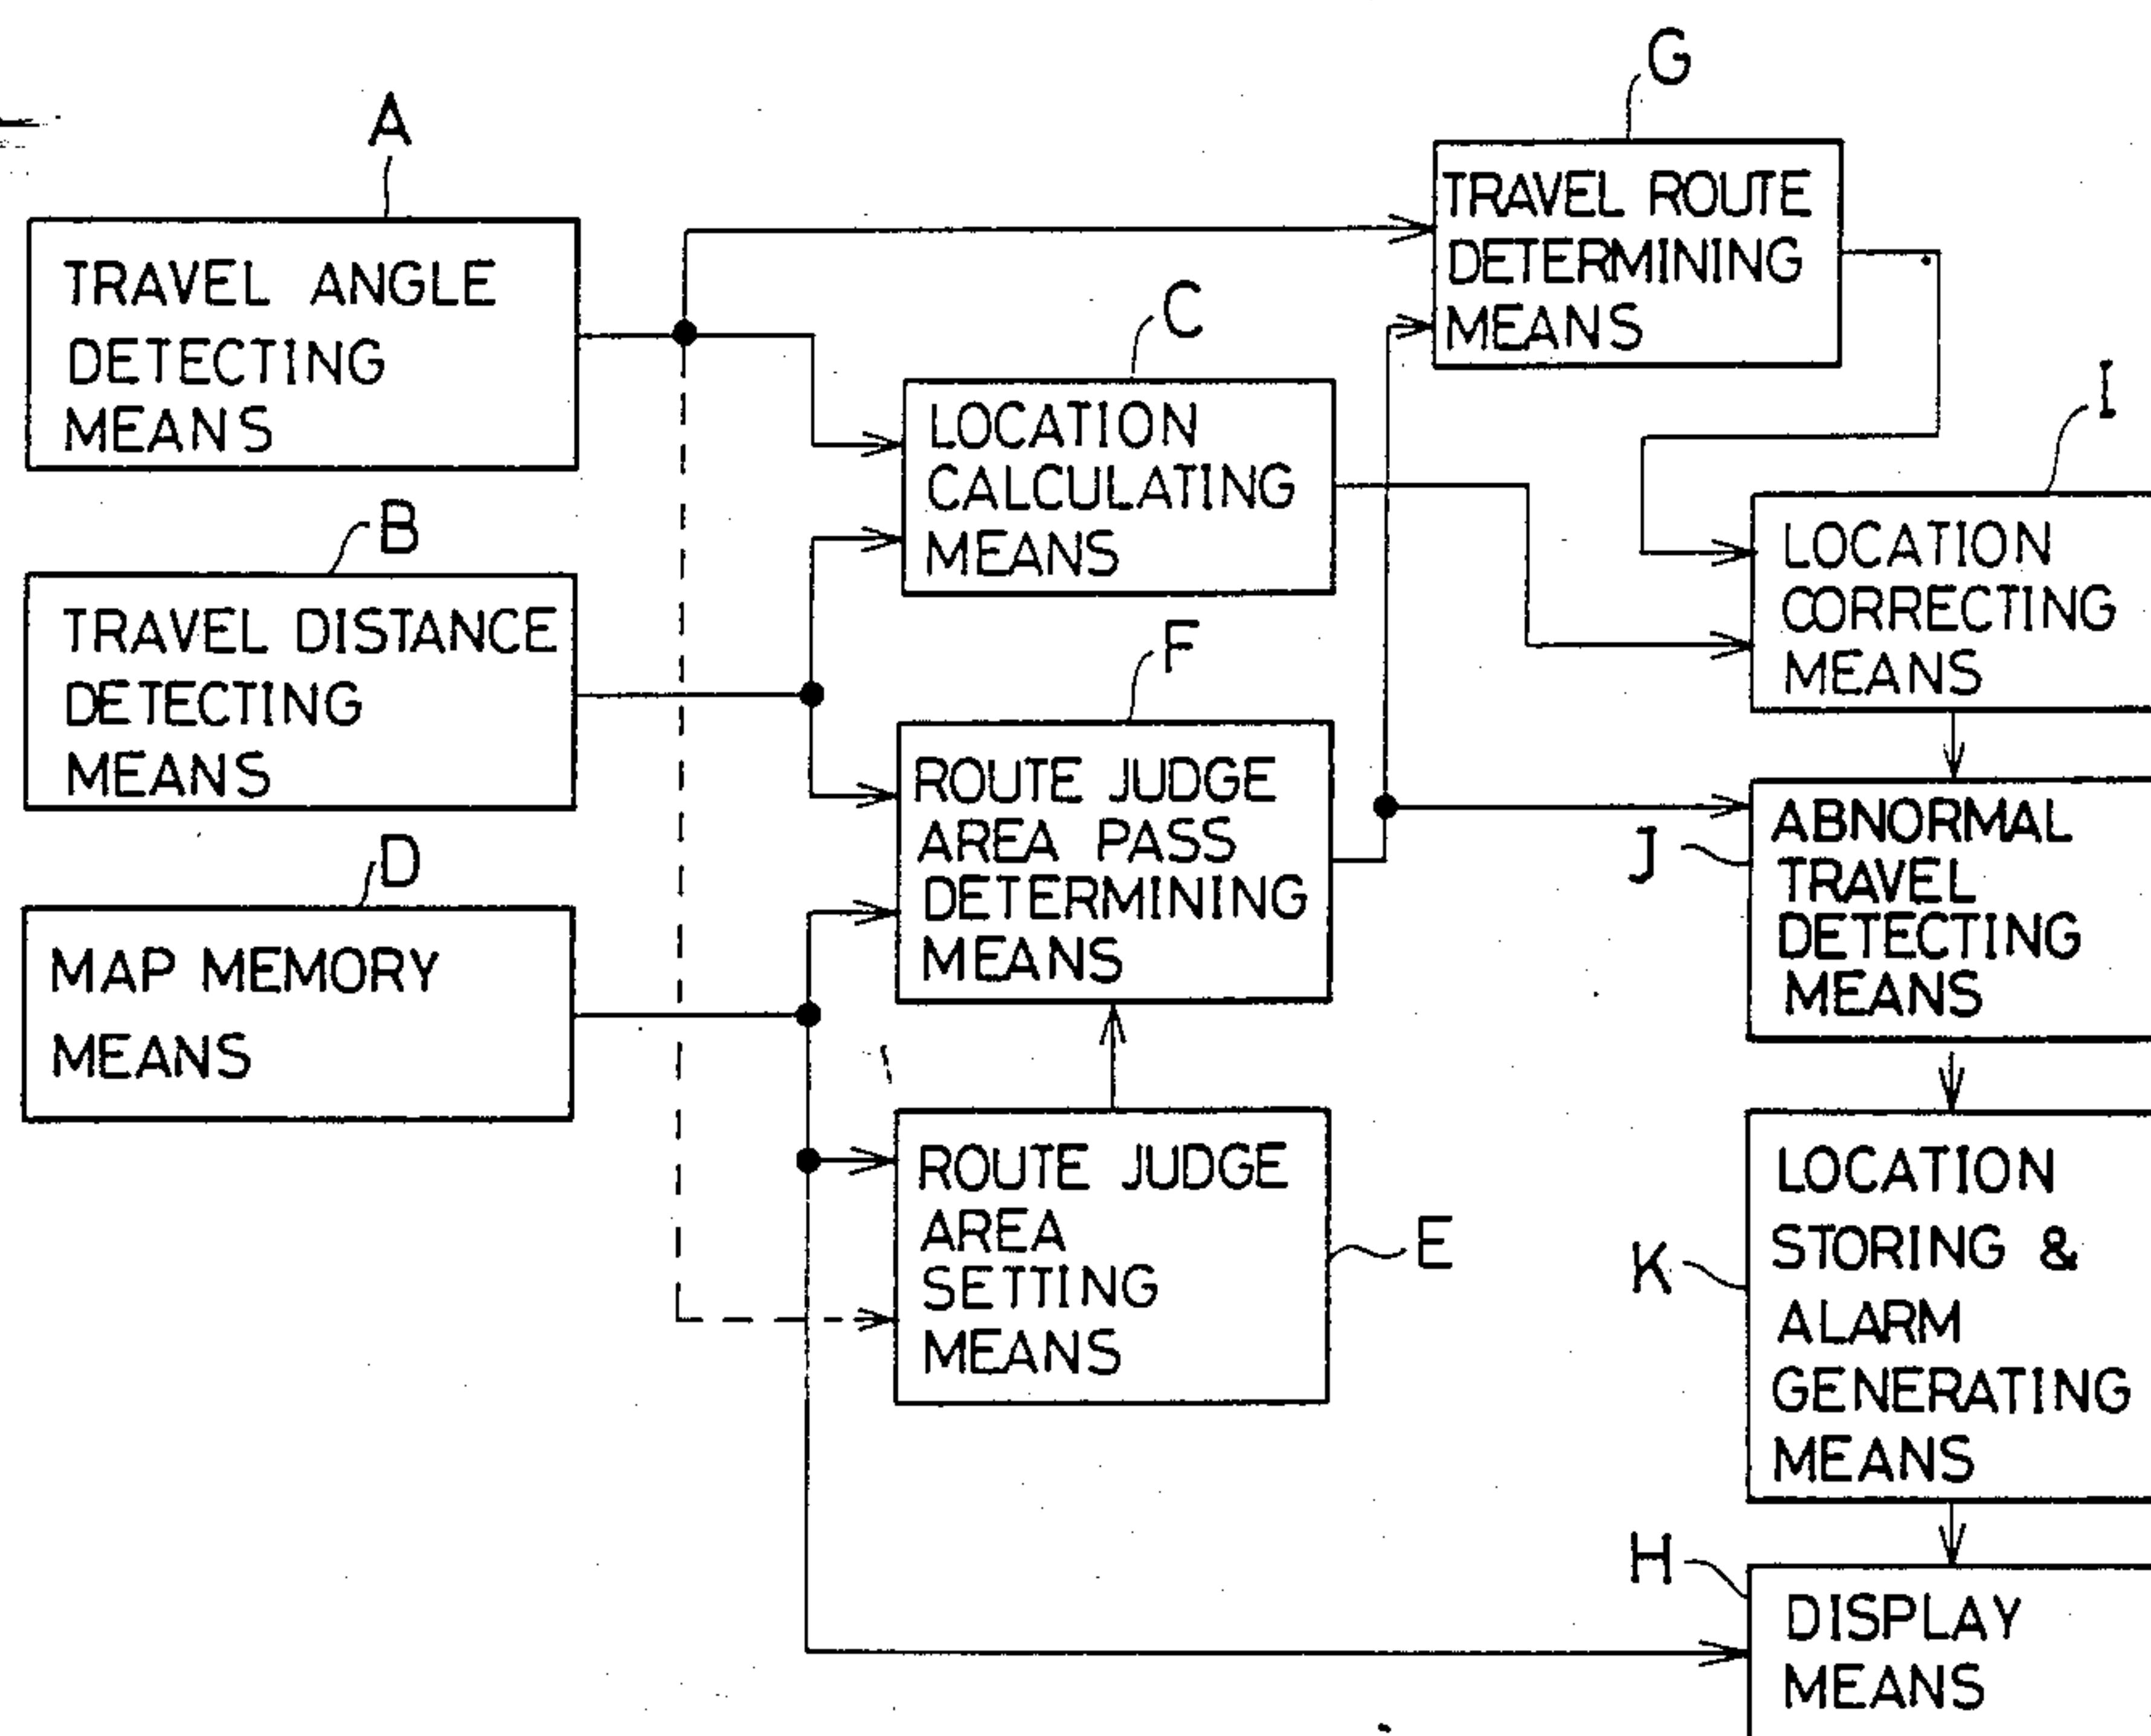 A
TRAVEL ANGLE
DETECTING
MEANS
B
TRAVEL DISTANCE
DETECTING
MEANS
D
MAP MEMORY
MEANS
C
LOCATION
CALCULATING
MEANS
F
ROUTE JUDGE
AREA PASS
DETERMINING
MEANS
E
ROUTE JUDGE
AREA
SETTING
MEANS
G
TRAVEL ROUTE
DETERMINING
MEANS
I
LOCATION
CORRECTING
MEANS
J
ABNORMAL
TRAVEL
DETECTING
MEANS
K
LOCATION
STORING &
ALARM
GENERATING
MEANS
H
DISPLAY
MEANS